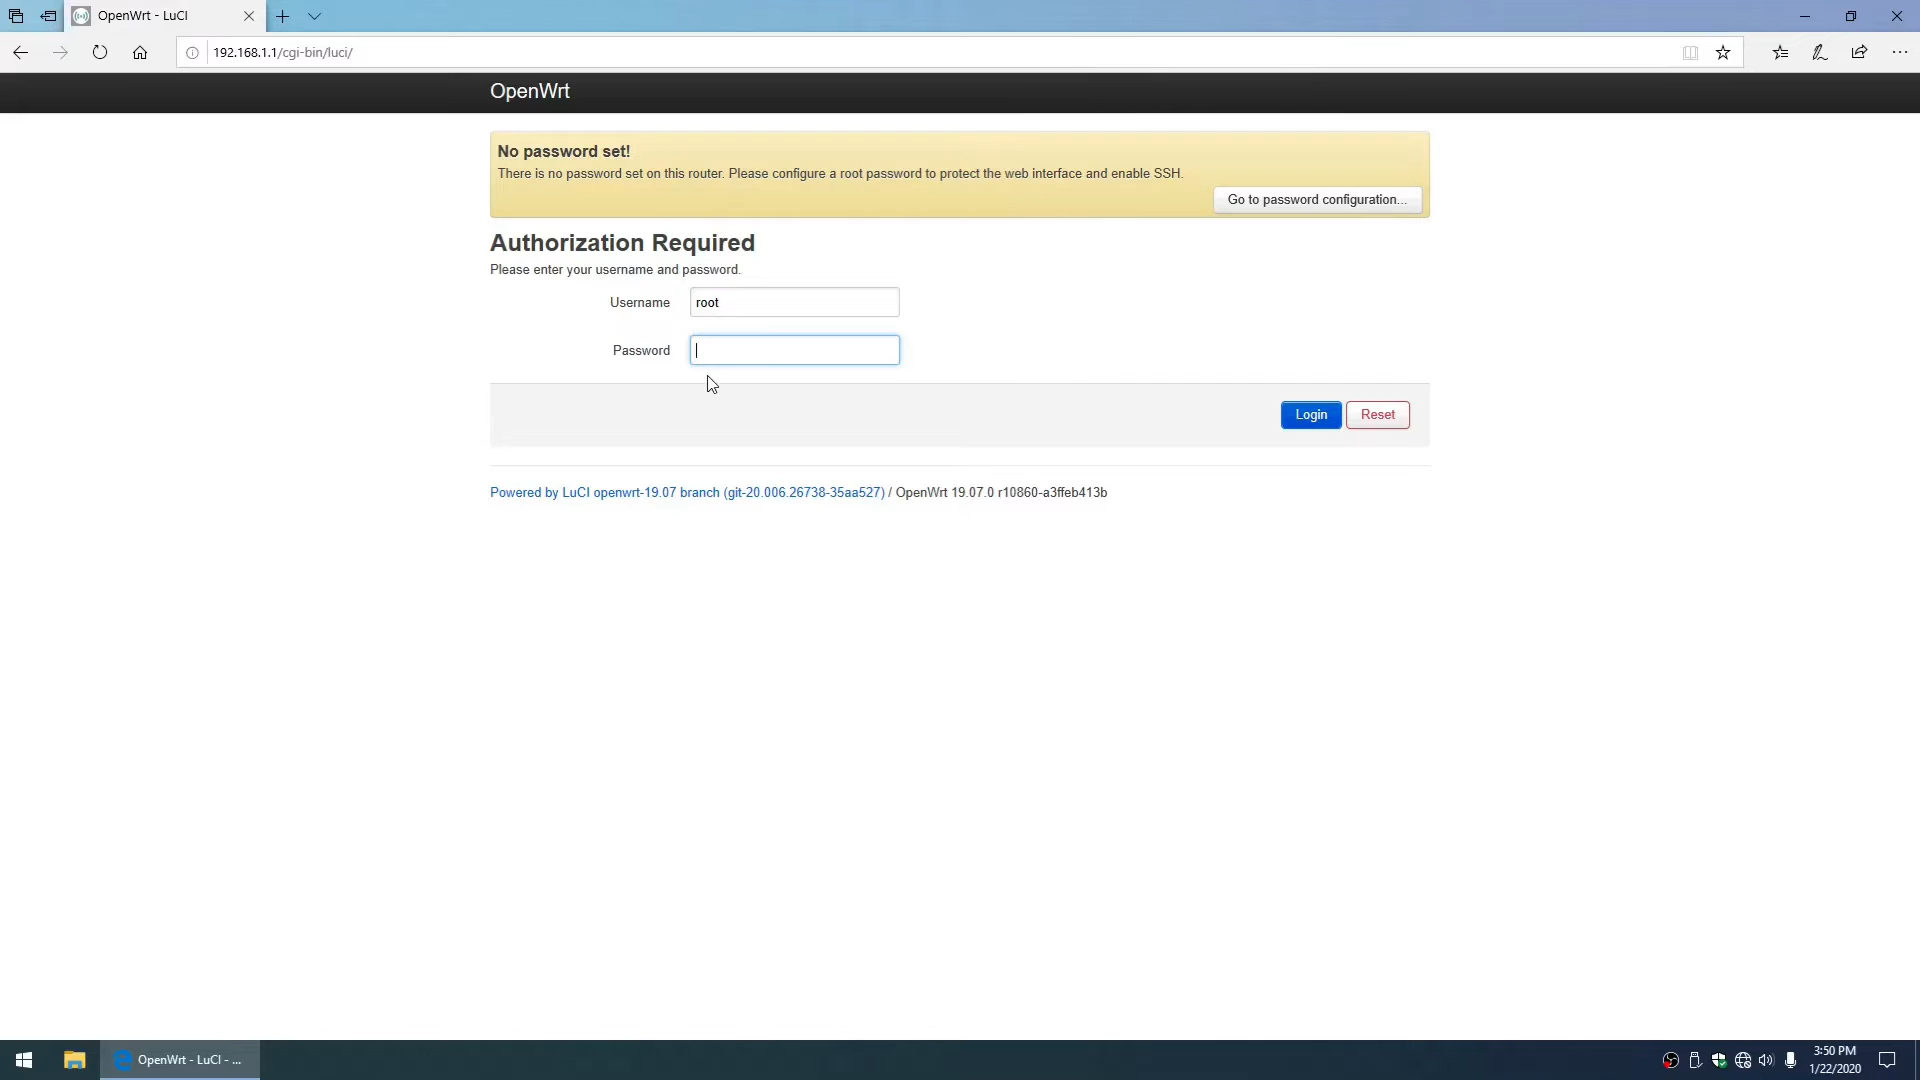 OpenWrt - LuCI
192.168.1.1/cgi-bin/luci/
OpenWrt
No password set!
There is no password set on this router. Please configure a root password to protect the web interface and enable SSH.
Go to password configuration...
Authorization Required
Please enter your username and password.
Username
root
Password
Login
Reset
Powered by LuCI openwrt-19.07 branch (git-20.006.26738-35aa527) / OpenWrt 19.07.0 r10860-a3ffeb413b
OpenWrt - LuCI - ...
3:50 PM
1/22/2020